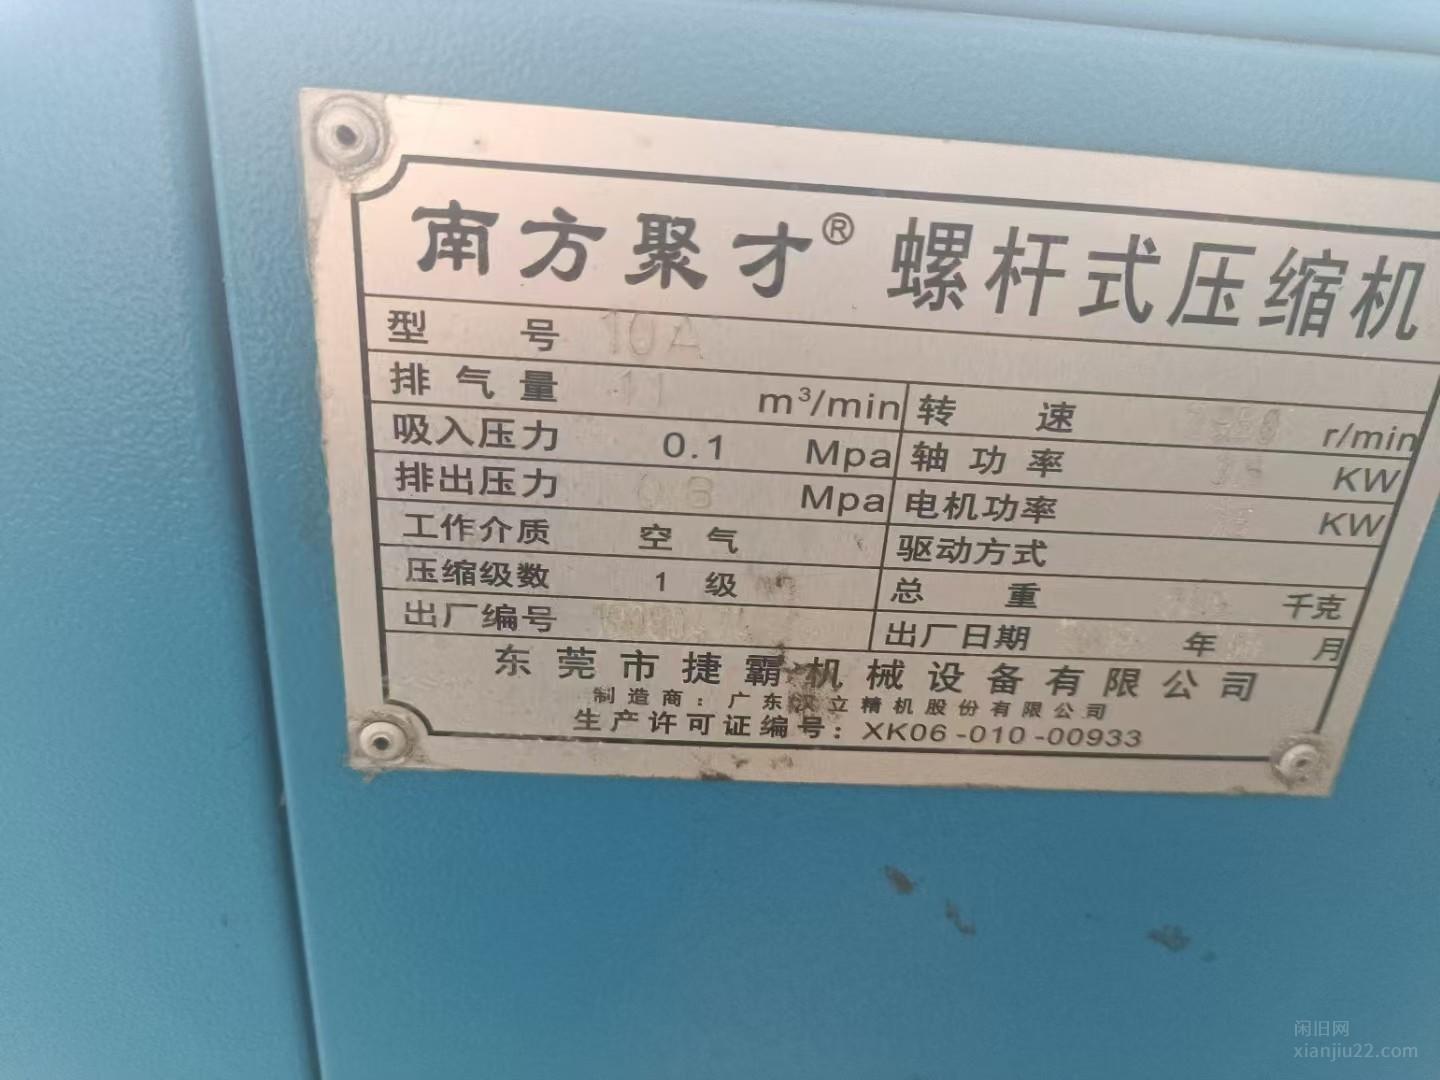 南方聚才® 螺杆式压缩机
型号 10A
排气量 11 m³/min 转速 r/min
吸入压力 0.1 Mpa 轴功率 KW
排出压力 0.8 Mpa 电机功率 KW
工作介质 空气 驱动方式
压缩级数 1 级 总重 千克
出厂编号 出厂日期 年 月
东莞市捷霸机械设备有限公司
制造商：广东汉立精机股份有限公司
生产许可证编号：XK06-010-00933
闲旧网
xianjiu22.com